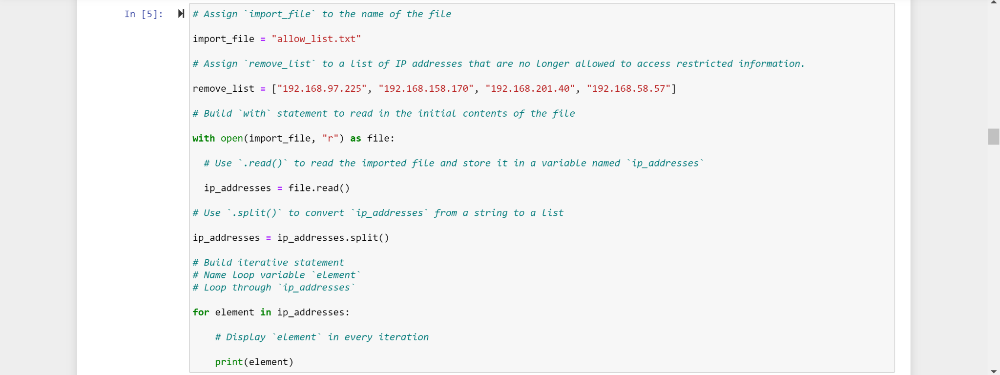 In [5]:
# Assign `import_file` to the name of the file
import_file = "allow_list.txt"
# Assign `remove_list` to a list of IP addresses that are no longer allowed to access restricted information.
remove_list = ["192.168.97.225", "192.168.158.170", "192.168.201.40", "192.168.58.57"]
# Build `with` statement to read in the initial contents of the file
with open(import_file, "r") as file:
  # Use `.read()` to read the imported file and store it in a variable named `ip_addresses`
  ip_addresses = file.read()
# Use `.split()` to convert `ip_addresses` from a string to a list
ip_addresses = ip_addresses.split()
# Build iterative statement
# Name loop variable `element`
# Loop through `ip_addresses`
for element in ip_addresses:
    # Display `element` in every iteration
    print(element)